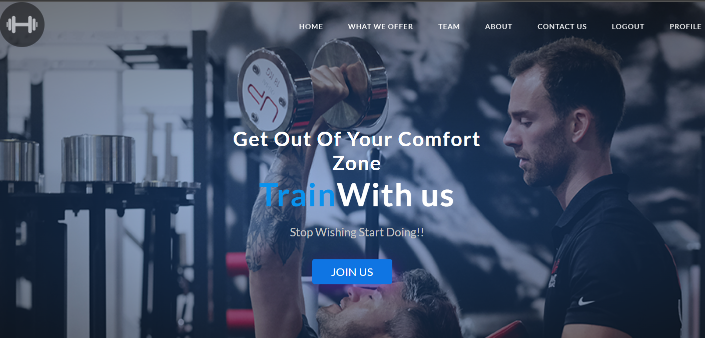 HOME WHAT WE OFFER TEAM ABOUT CONTACT US LOGOUT PROFILE
Get Out Of Your Comfort
Zone
TrainWith us
Stop Wishing Start Doing!!
JOIN US